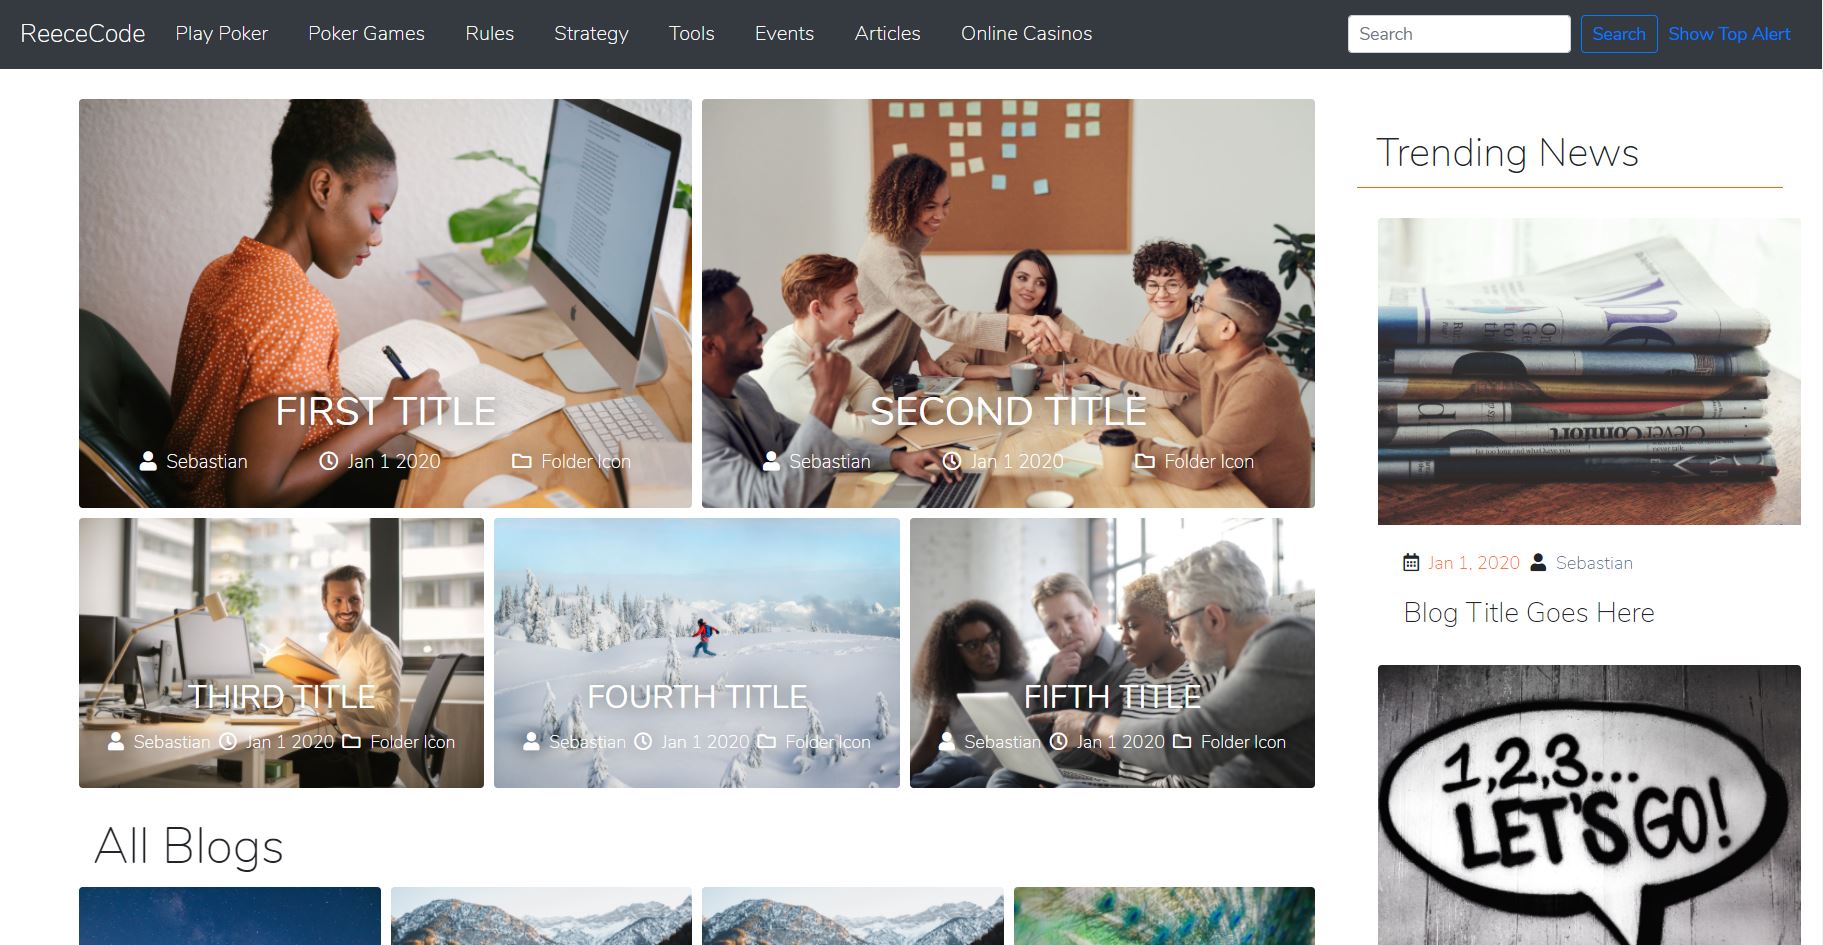 ReeceCode Play Poker Poker Games Rules Strategy Tools Events Articles Online Casinos Search Search Show Top Alert
FIRST TITLE
Sebastian Jan 1 2020 Folder Icon
SECOND TITLE
Sebastian Jan 1 2020 Folder Icon
THIRD TITLE
Sebastian Jan 1 2020 Folder Icon
FOURTH TITLE
Sebastian Jan 1 2020 Folder Icon
FIFTH TITLE
Sebastian Jan 1 2020 Folder Icon
All Blogs
Trending News
Clever
Comfort
Jan 1, 2020 Sebastian
Blog Title Goes Here
1,2,3...
LET'S GO!